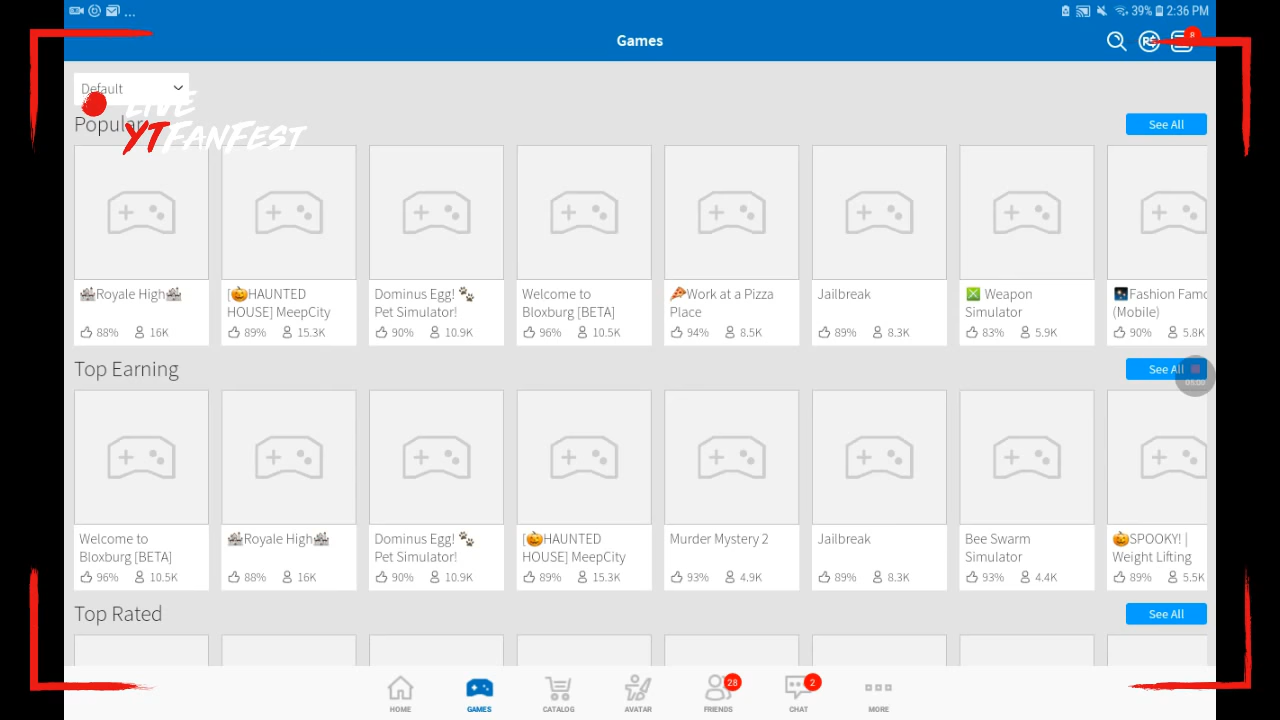 ... 39% 2:36 PM
Games
R$ 8
Default
LIVE
YTFANFEST
Popular
See All
🏰Royale High🏰
88% 16K
[🎃HAUNTED
HOUSE] MeepCity
89% 15.3K
Dominus Egg! 🐾
Pet Simulator!
90% 10.9K
Welcome to
Bloxburg [BETA]
96% 10.5K
🍕Work at a Pizza
Place
94% 8.5K
Jailbreak
89% 8.3K
❎ Weapon
Simulator
83% 5.9K
🌠Fashion Famo
(Mobile)
90% 5.8K
Top Earning
See All
05:00
Welcome to
Bloxburg [BETA]
96% 10.5K
🏰Royale High🏰
88% 16K
Dominus Egg! 🐾
Pet Simulator!
90% 10.9K
[🎃HAUNTED
HOUSE] MeepCity
89% 15.3K
Murder Mystery 2
93% 4.9K
Jailbreak
89% 8.3K
Bee Swarm
Simulator
93% 4.4K
🎃SPOOKY! |
Weight Lifting
89% 5.5K
Top Rated
See All
HOME
GAMES
CATALOG
AVATAR
28
FRIENDS
2
CHAT
MORE